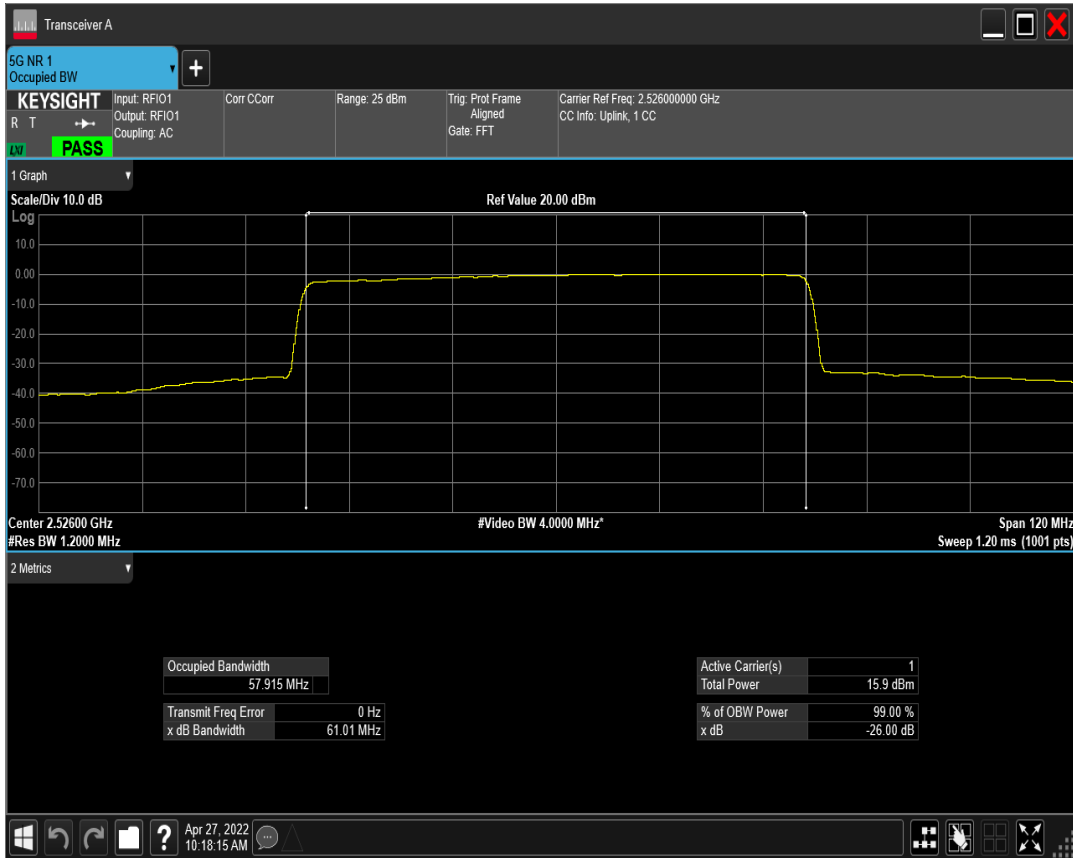 Transceiver A
5G NR 1
Occupied BW
KEYSIGHT
R T
LXI
PASS
Input: RFIO1
Output: RFIO1
Coupling: AC
Corr CCorr
Range: 25 dBm
Trig: Prot Frame
Aligned
Gate: FFT
Carrier Ref Freq: 2.526000000 GHz
CC Info: Uplink, 1 CC
1 Graph
Scale/Div 10.0 dB
Ref Value 20.00 dBm
Log
10.0
0.00
-10.0
-20.0
-30.0
-40.0
-50.0
-60.0
-70.0
Center 2.52600 GHz
#Video BW 4.0000 MHz*
Span 120 MHz
#Res BW 1.2000 MHz
Sweep 1.20 ms (1001 pts)
2 Metrics
Occupied Bandwidth
57.915 MHz
Transmit Freq Error 0 Hz
x dB Bandwidth 61.01 MHz
Active Carrier(s) 1
Total Power 15.9 dBm
% of OBW Power 99.00 %
x dB -26.00 dB
?
Apr 27, 2022
10:18:15 AM